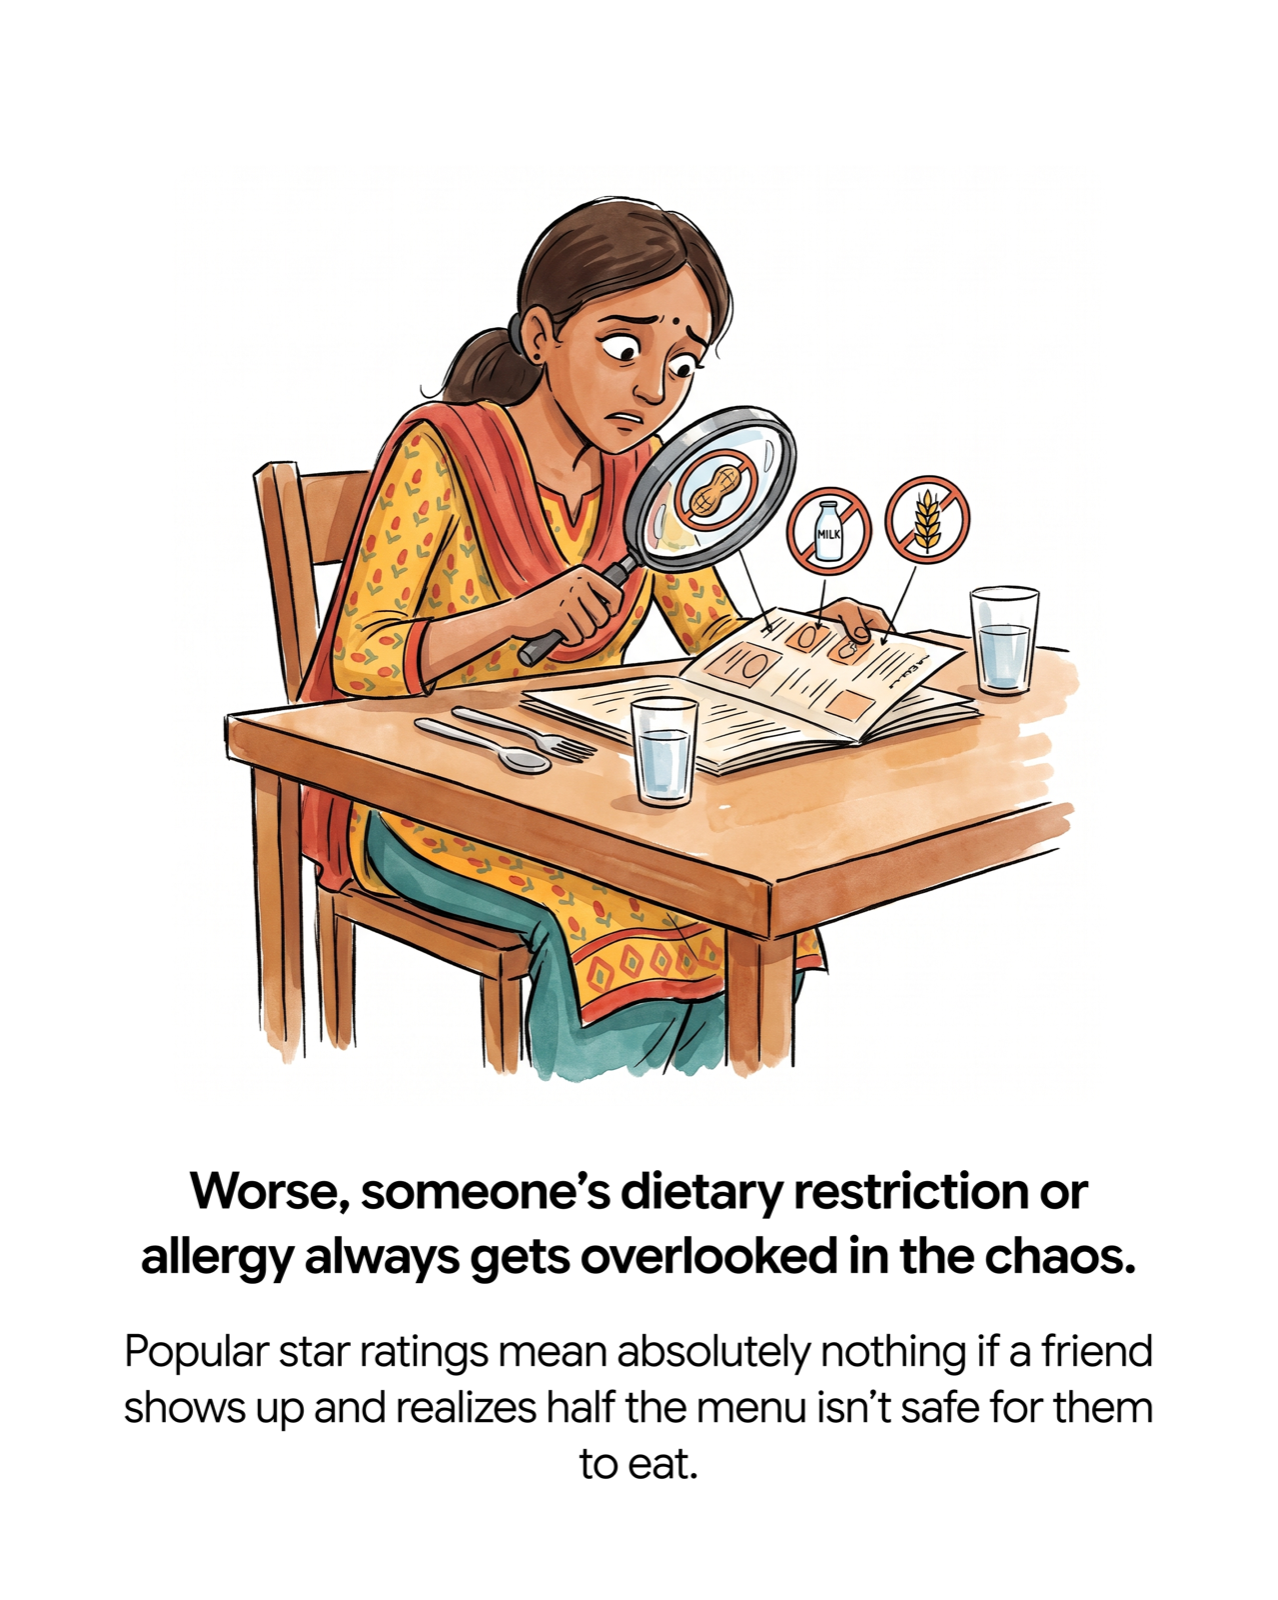 MILK
Worse, someone’s dietary restriction or
allergy always gets overlooked in the chaos.
Popular star ratings mean absolutely nothing if a friend
shows up and realizes half the menu isn’t safe for them
to eat.